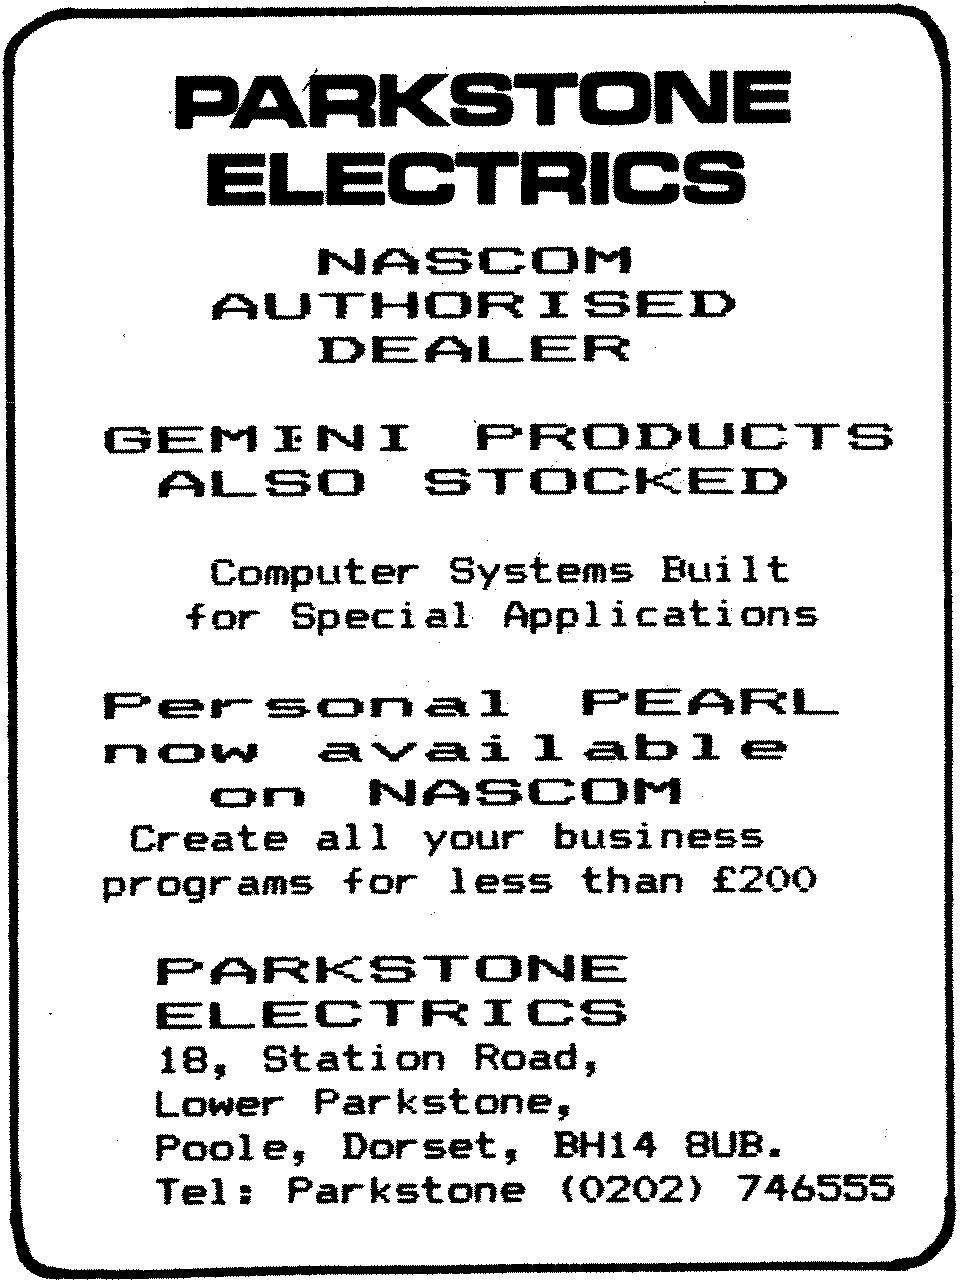 PARKSTONE
ELECTRICS
NASCOM
AUTHORISED
DEALER
GEMINI PRODUCTS
ALSO STOCKED
Computer Systems Built
for Special Applications
Personal PEARL
now available
on NASCOM
Create all your business
programs for less than £200
PARKSTONE
ELECTRICS
18, Station Road,
Lower Parkstone,
Poole, Dorset, BH14 8UB.
Tel: Parkstone (0202) 746555